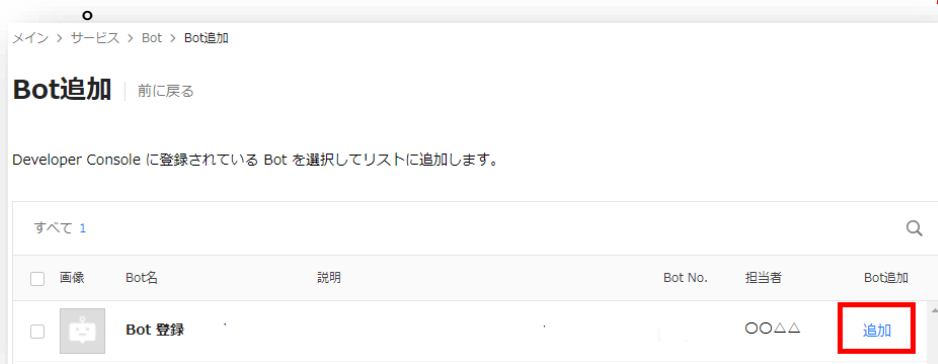 メイン > サービス > Bot > Bot追加
Bot追加 前に戻る
Developer Console に登録されている Bot を選択してリストに追加します。
すべて 1
画像 Bot名 説明 Bot No. 担当者 Bot追加
Bot 登録 〇〇△△ 追加